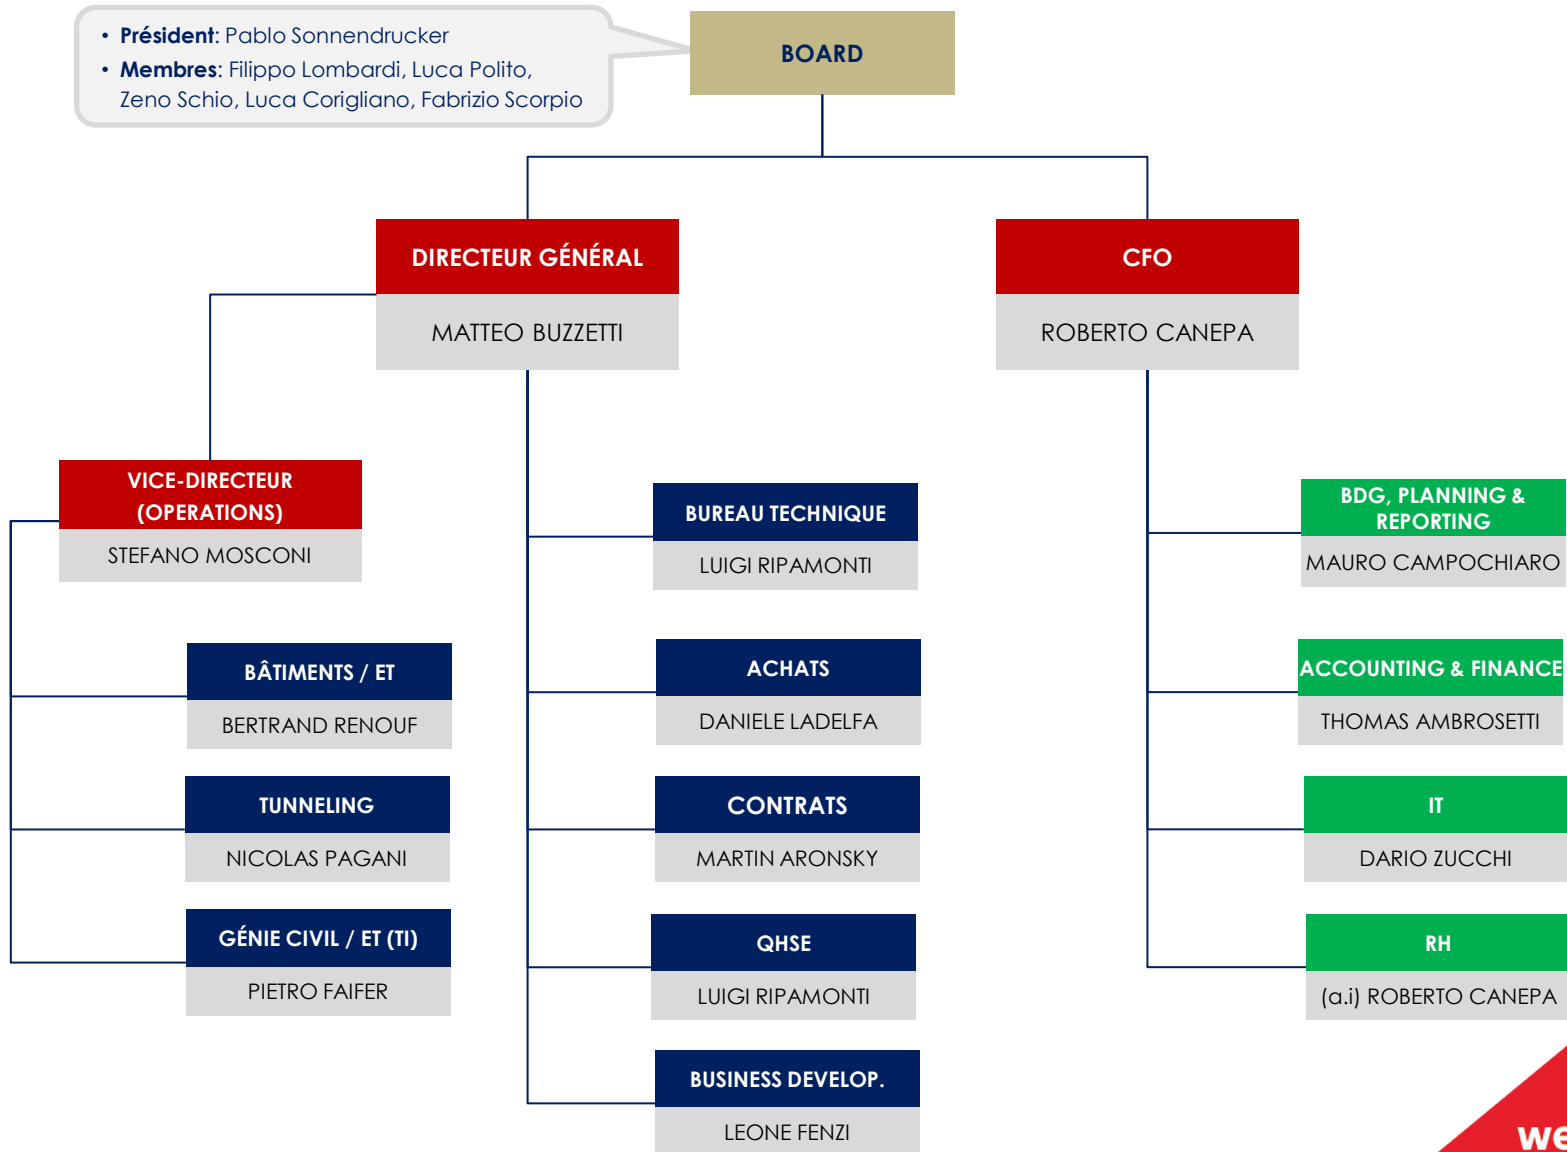 • Président: Pablo Sonnendrucker
• Membres: Filippo Lombardi, Luca Polito,
Zeno Schio, Luca Corigliano, Fabrizio Scorpio
BOARD
DIRECTEUR GÉNÉRAL
MATTEO BUZZETTI
CFO
ROBERTO CANEPA
VICE-DIRECTEUR
(OPERATIONS)
STEFANO MOSCONI
BÂTIMENTS / ET
BERTRAND RENOUF
TUNNELING
NICOLAS PAGANI
GÉNIE CIVIL / ET (TI)
PIETRO FAIFER
BUREAU TECHNIQUE
LUIGI RIPAMONTI
ACHATS
DANIELE LADELFA
CONTRATS
MARTIN ARONSKY
QHSE
LUIGI RIPAMONTI
BUSINESS DEVELOP.
LEONE FENZI
BDG, PLANNING &
REPORTING
MAURO CAMPOCHIARO
ACCOUNTING & FINANCE
THOMAS AMBROSETTI
IT
DARIO ZUCCHI
RH
(a.i) ROBERTO CANEPA
we